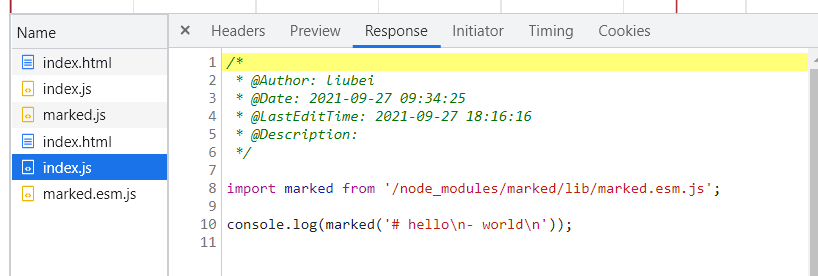 Name
index.html
index.js
marked.js
index.html
index.js
marked.esm.js
× Headers Preview Response Initiator Timing Cookies
1 /*
2  * @Author: liubei
3  * @Date: 2021-09-27 09:34:25
4  * @LastEditTime: 2021-09-27 18:16:16
5  * @Description:
6  */
7
8 import marked from '/node_modules/marked/lib/marked.esm.js';
9
10 console.log(marked('# hello\n- world\n'));
11